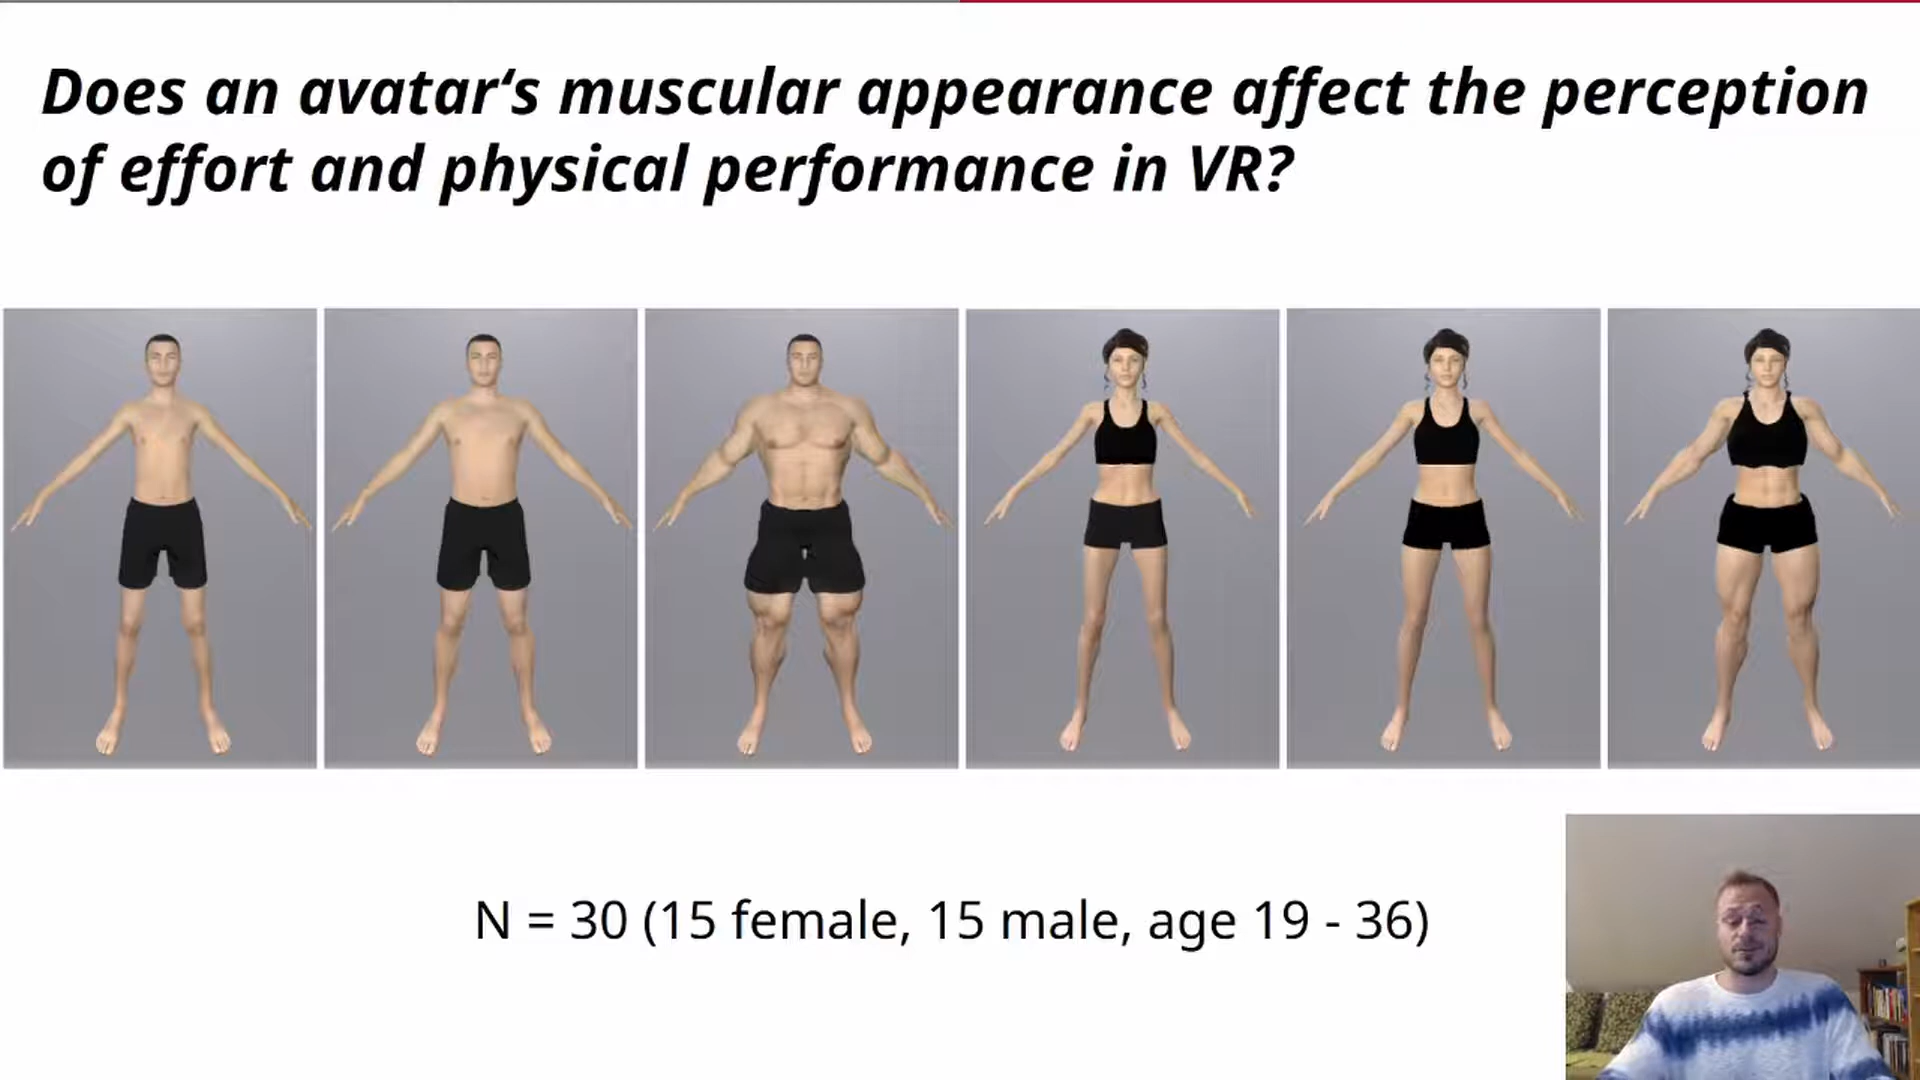 Does an avatar‘s muscular appearance affect the perception
of effort and physical performance in VR?
N = 30 (15 female, 15 male, age 19 - 36)